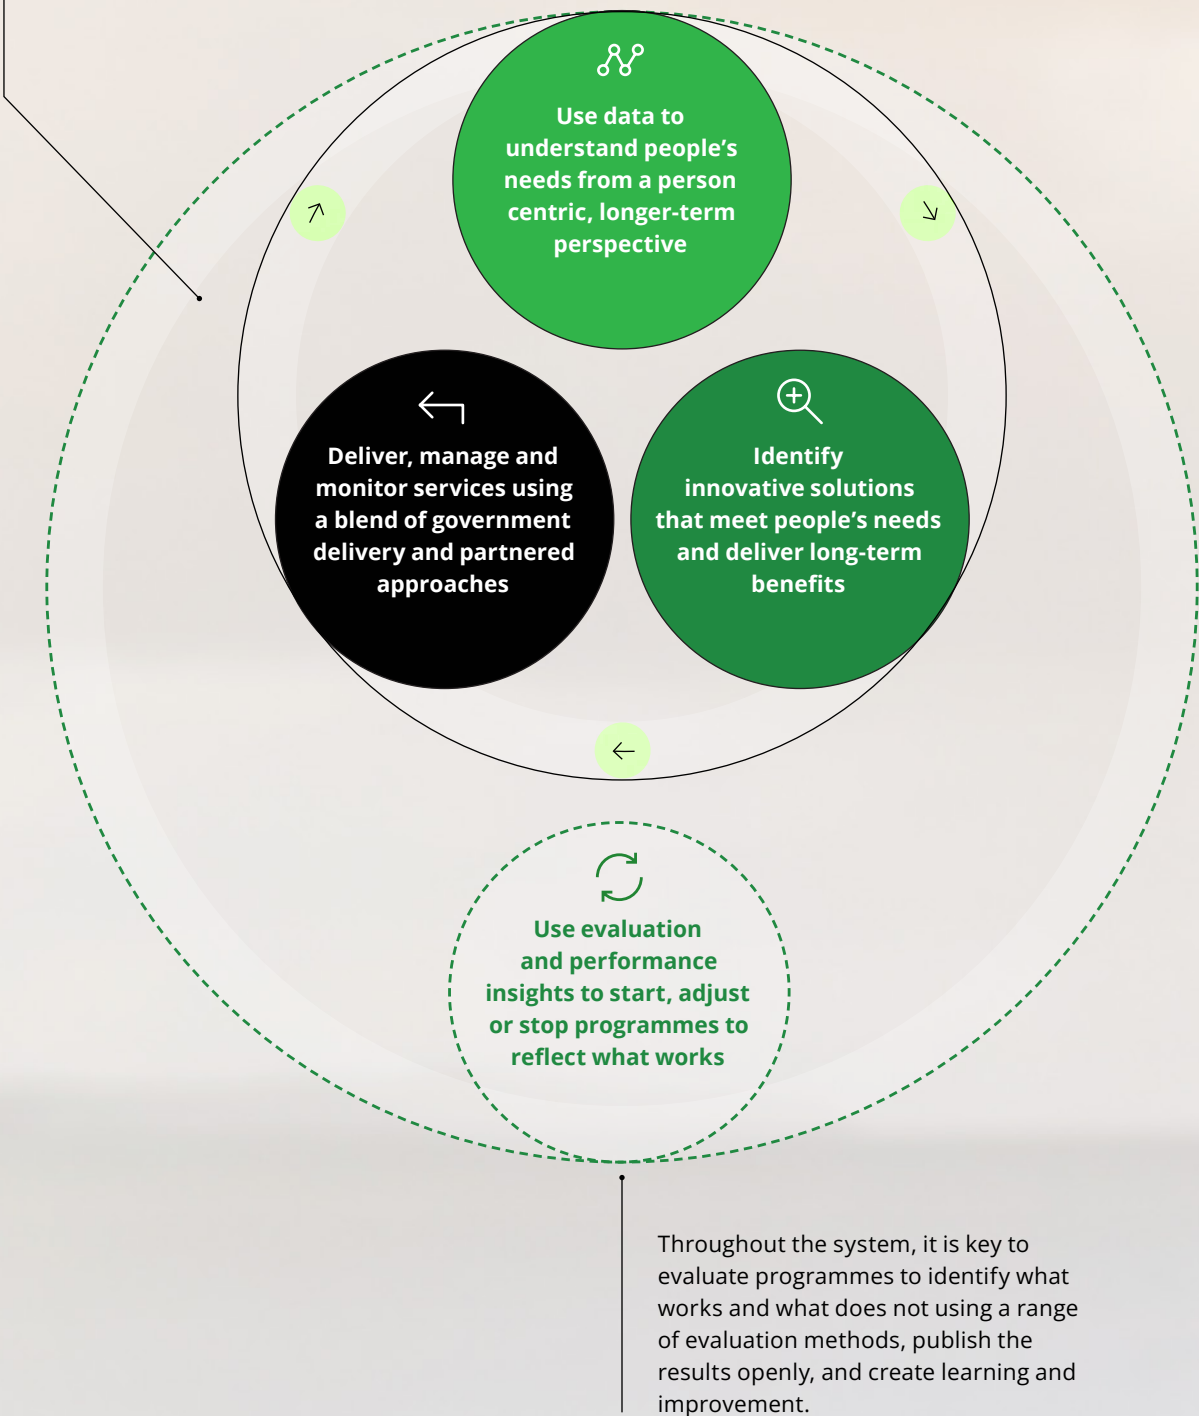 Use data to
understand people’s
needs from a person
centric, longer-term
perspective
Deliver, manage and
monitor services using
a blend of government
delivery and partnered
approaches
Identify
innovative solutions
that meet people’s needs
and deliver long-term
benefits
Use evaluation
and performance
insights to start, adjust
or stop programmes to
reflect what works
Throughout the system, it is key to
evaluate programmes to identify what
works and what does not using a range
of evaluation methods, publish the
results openly, and create learning and
improvement.